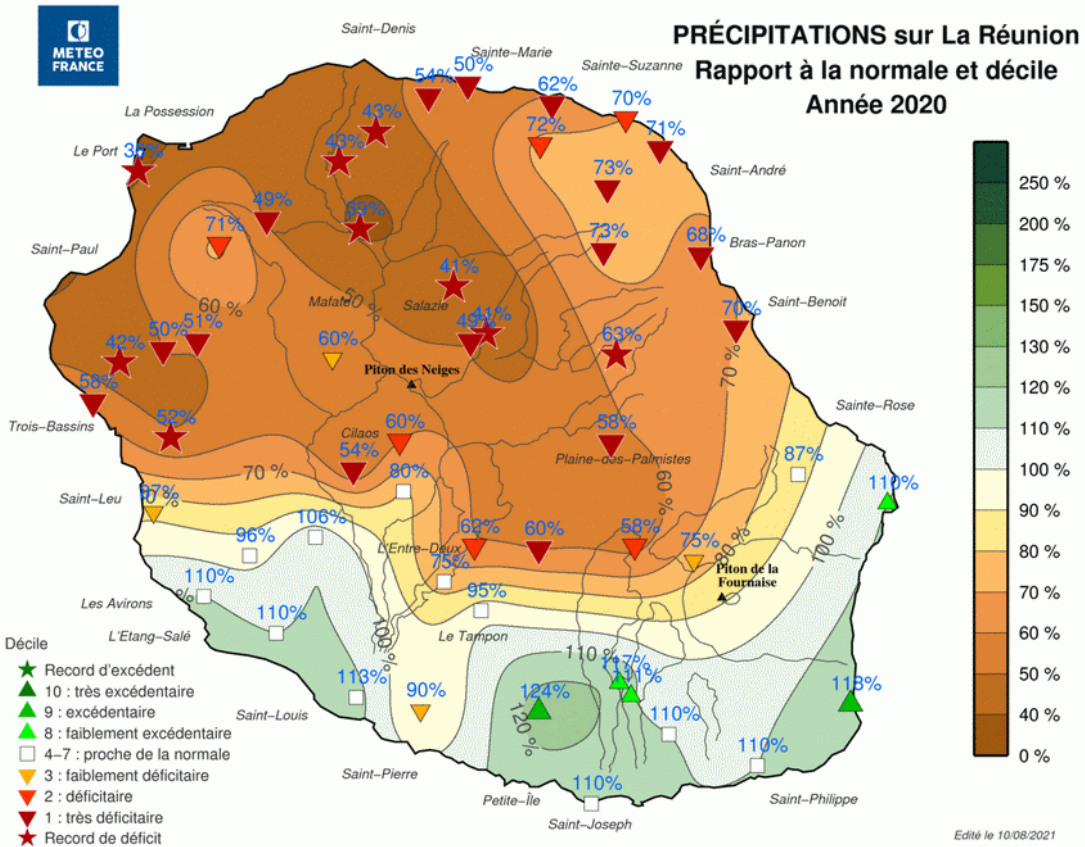 METEO
FRANCE
PRÉCIPITATIONS sur La Réunion
Rapport à la normale et décile
Année 2020
Saint-Denis
Sainte-Marie
Sainte-Suzanne
La Possession
Le Port
Saint-André
Saint-Paul
Bras-Panon
Mafate
Salazie
Saint-Benoit
Piton des Neiges
Sainte-Rose
Trois-Bassins
Cilaos
Plaine-des-Palmistes
Saint-Leu
L'Entre-Deux
Piton de la
Fournaise
Les Avirons
L'Etang-Salé
Le Tampon
Saint-Louis
Saint-Pierre
Petite-Île
Saint-Joseph
Saint-Philippe
54%
50%
62%
70%
72%
71%
43%
43%
73%
49%
39%
71%
73%
68%
41%
41%
49%
70%
50%
51%
42%
60%
63%
58%
52%
60%
54%
58%
80%
87%
110%
97%
106%
96%
62%
60%
58%
75%
75%
110%
95%
110%
113%
90%
124%
117%
111%
118%
110%
110%
110%
60 %
50 %
70 %
70 %
60 %
80 %
100 %
100 %
110 %
120 %
250 %
200 %
175 %
150 %
130 %
120 %
110 %
100 %
90 %
80 %
70 %
60 %
50 %
40 %
0 %
Décile
Record d'excédent
10 : très excédentaire
9 : excédentaire
8 : faiblement excédentaire
4-7 : proche de la normale
3 : faiblement déficitaire
2 : déficitaire
1 : très déficitaire
Record de déficit
Edité le 10/08/2021